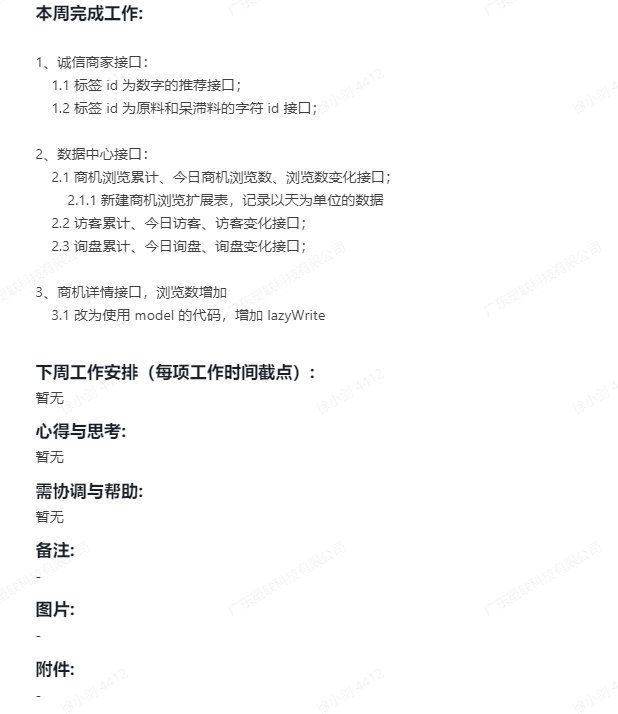 本周完成工作:
1、诚信商家接口：
1.1 标签 id 为数字的推荐接口；
1.2 标签 id 为原料和呆滞料的字符 id 接口；
2、数据中心接口：
2.1 商机浏览累计、今日商机浏览数、浏览数变化接口；
2.1.1 新建商机浏览扩展表，记录以天为单位的数据
2.2 访客累计、今日访客、访客变化接口；
2.3 询盘累计、今日询盘、询盘变化接口；
3、商机详情接口，浏览数增加
3.1 改为使用 model 的代码，增加 lazyWrite
下周工作安排（每项工作时间截点）:
暂无
心得与思考:
暂无
需协调与帮助:
暂无
备注:
-
图片:
-
附件:
-